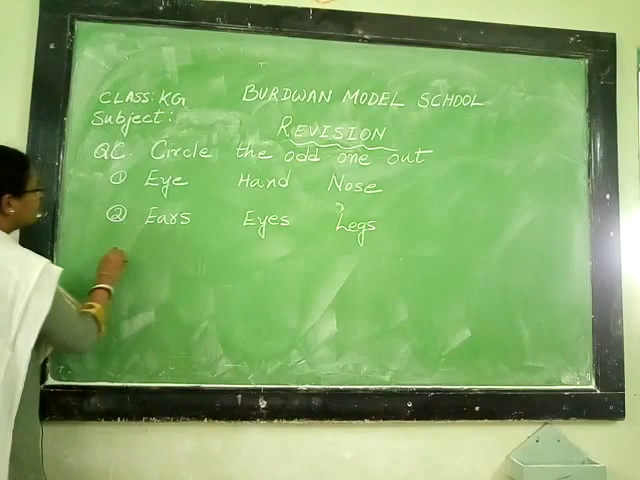 CLASS: KG BURDWAN MODEL SCHOOL
Subject:
REVISION
QC. Circle the odd one out
① Eye Hand Nose
② Ears Eyes Legs